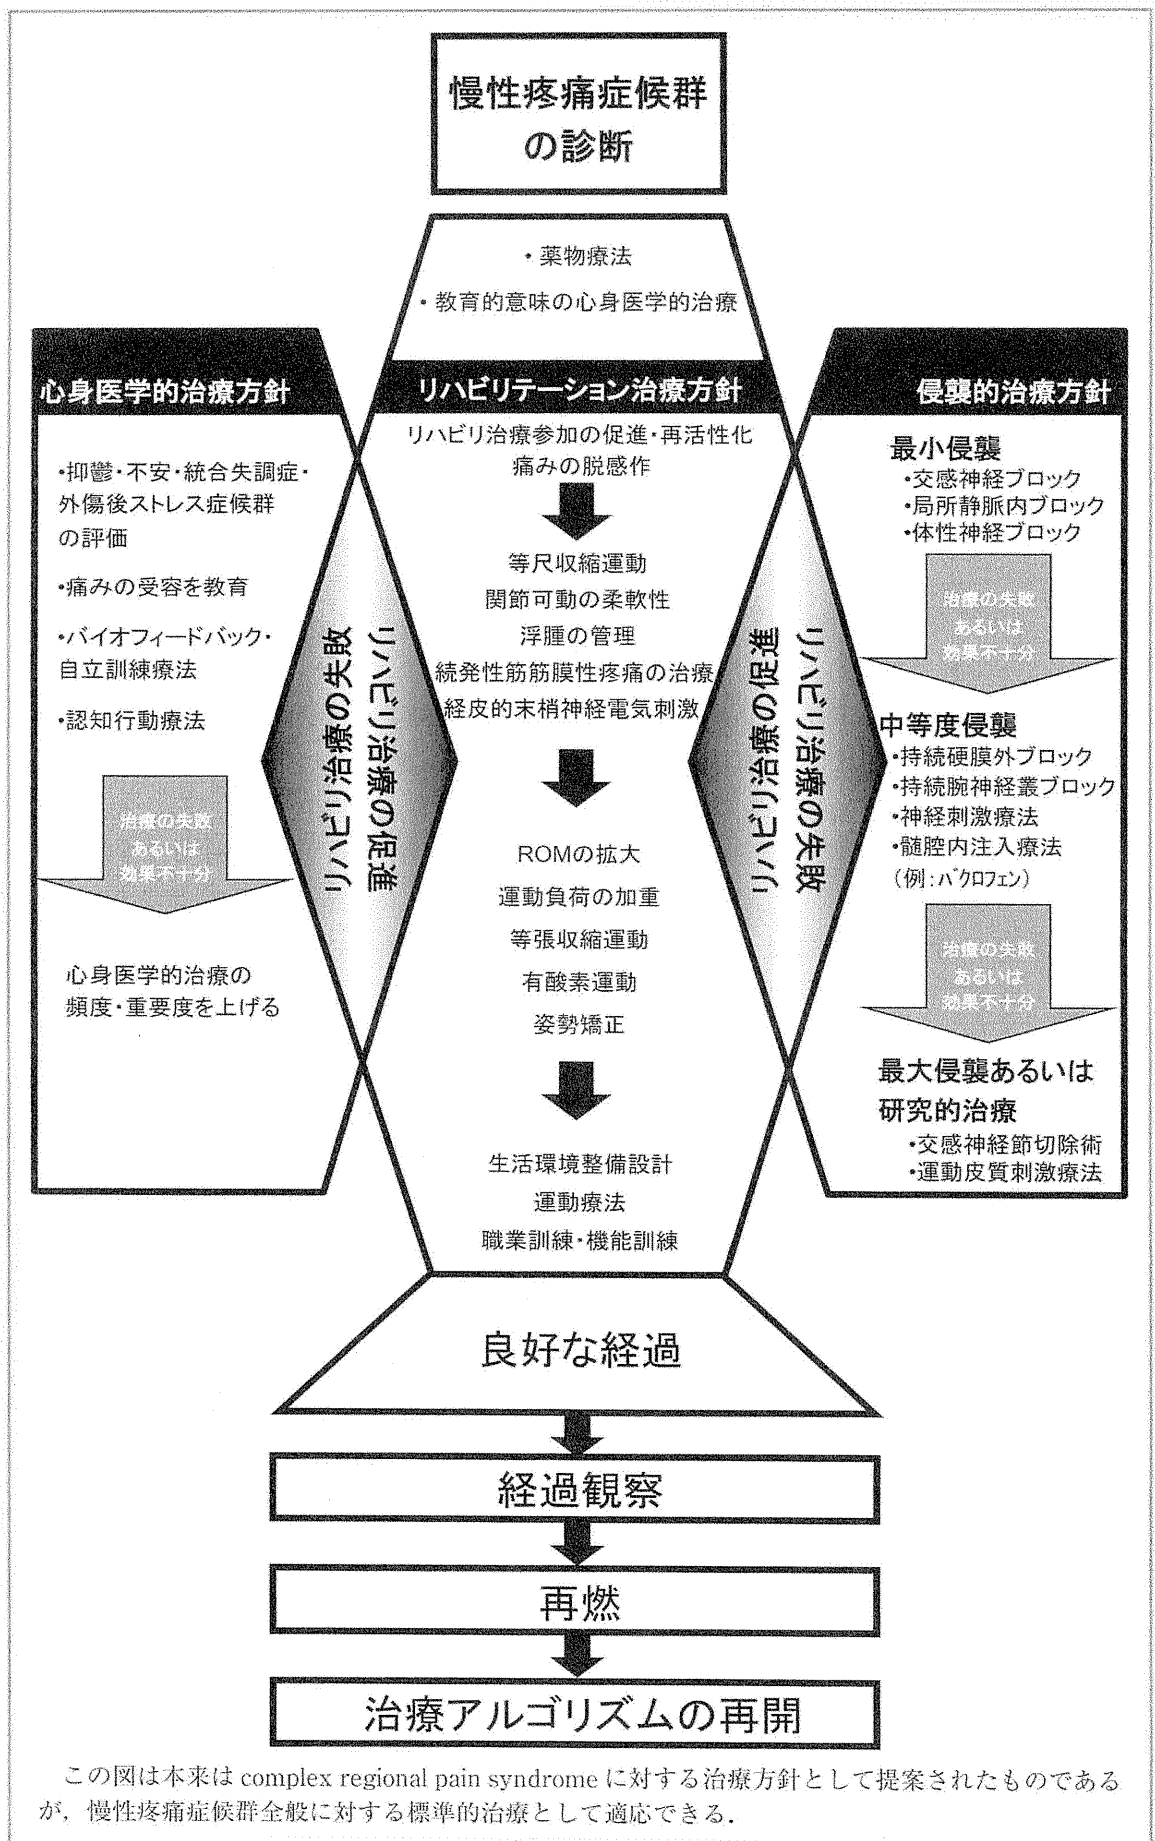 慢性疼痛症候群
の診断
・薬物療法
・教育的意味の心身医学的治療
心身医学的治療方針
・抑鬱・不安・統合失調症・
外傷後ストレス症候群
の評価
・痛みの受容を教育
・バイオフィードバック・
自立訓練療法
・認知行動療法
治療の失敗
あるいは
効果不十分
心身医学的治療の
頻度・重要度を上げる
リハビリ治療の失敗
リハビリ治療の促進
リハビリテーション治療方針
リハビリ治療参加の促進・再活性化
痛みの脱感作
等尺収縮運動
関節可動の柔軟性
浮腫の管理
続発性筋筋膜性疼痛の治療
経皮的末梢神経電気刺激
ROMの拡大
運動負荷の加重
等張収縮運動
有酸素運動
姿勢矯正
生活環境整備設計
運動療法
職業訓練・機能訓練
リハビリ治療の促進
リハビリ治療の失敗
侵襲的治療方針
最小侵襲
・交感神経ブロック
・局所静脈内ブロック
・体性神経ブロック
治療の失敗
あるいは
効果不十分
中等度侵襲
・持続硬膜外ブロック
・持続腕神経叢ブロック
・神経刺激療法
・髄腔内注入療法
（例：ﾊﾞｸﾛﾌｪﾝ）
治療の失敗
あるいは
効果不十分
最大侵襲あるいは
研究的治療
・交感神経節切除術
・運動皮質刺激療法
良好な経過
経過観察
再燃
治療アルゴリズムの再開
この図は本来は complex regional pain syndrome に対する治療方針として提案されたものである
が，慢性疼痛症候群全般に対する標準的治療として適応できる．